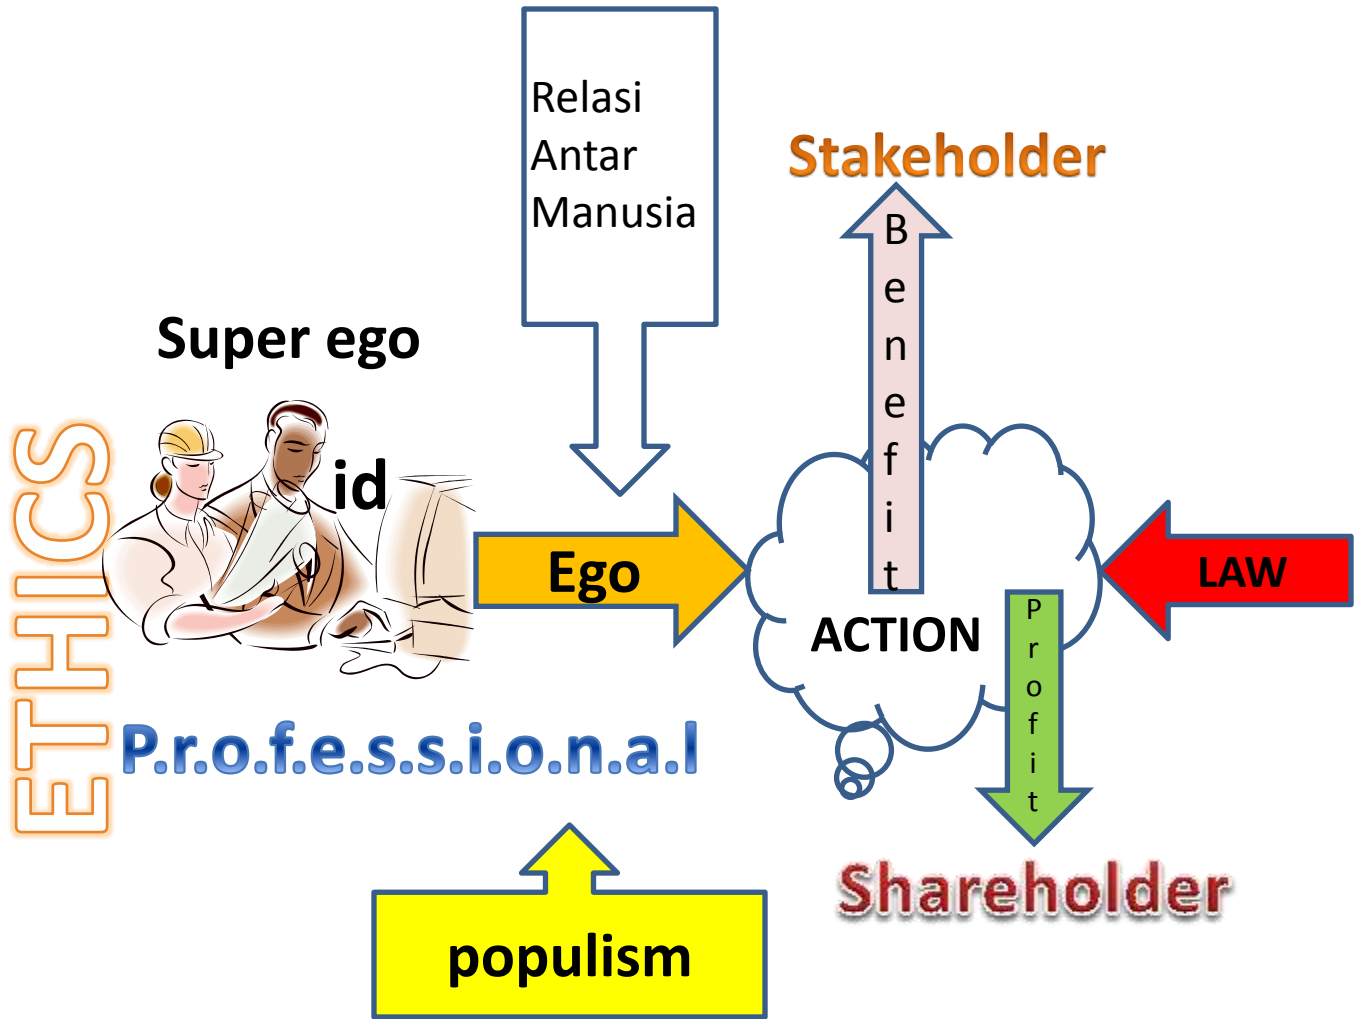 Relasi
Antar
Manusia
Stakeholder
Benefit
Super ego
id
ETHICS
Ego
LAW
ACTION
Profit
P.r.o.f.e.s.s.i.o.n.a.l
Shareholder
populism